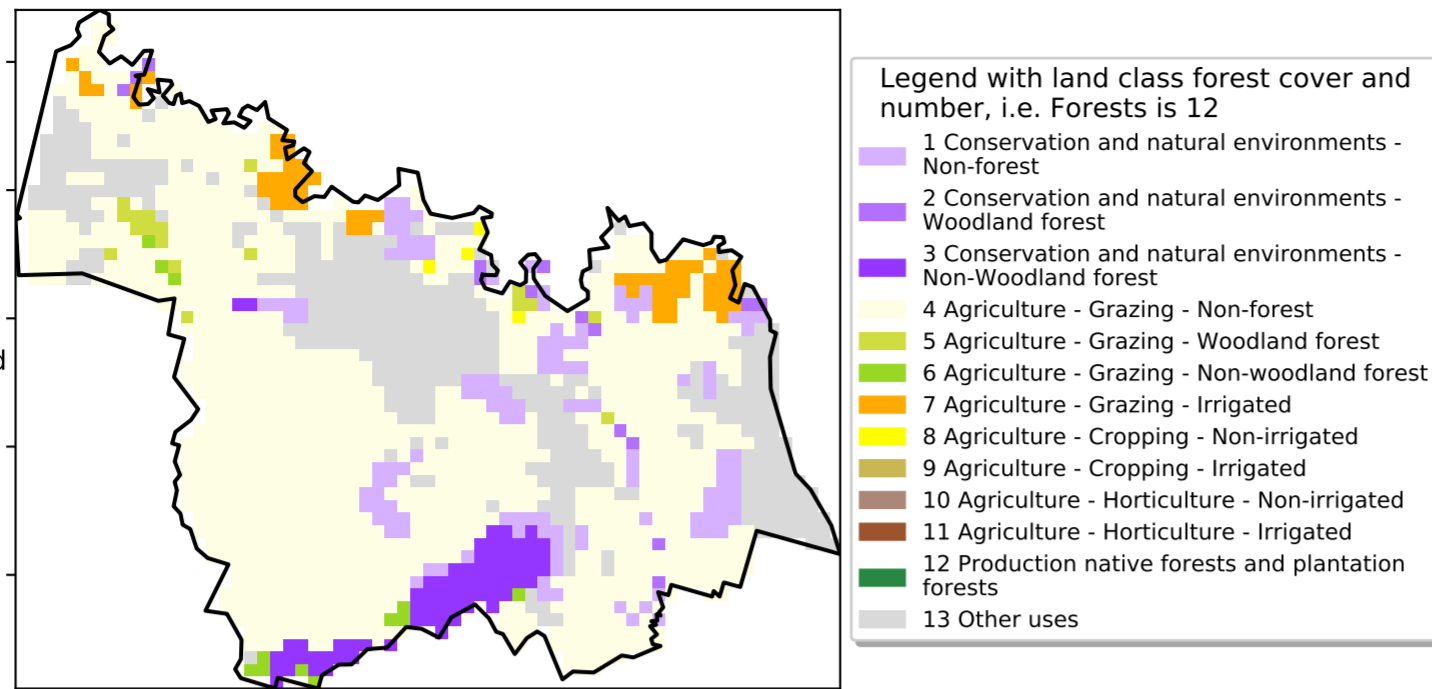 d
Legend with land class forest cover and
number, i.e. Forests is 12
1 Conservation and natural environments -
Non-forest
2 Conservation and natural environments -
Woodland forest
3 Conservation and natural environments -
Non-Woodland forest
4 Agriculture - Grazing - Non-forest
5 Agriculture - Grazing - Woodland forest
6 Agriculture - Grazing - Non-woodland forest
7 Agriculture - Grazing - Irrigated
8 Agriculture - Cropping - Non-irrigated
9 Agriculture - Cropping - Irrigated
10 Agriculture - Horticulture - Non-irrigated
11 Agriculture - Horticulture - Irrigated
12 Production native forests and plantation
forests
13 Other uses